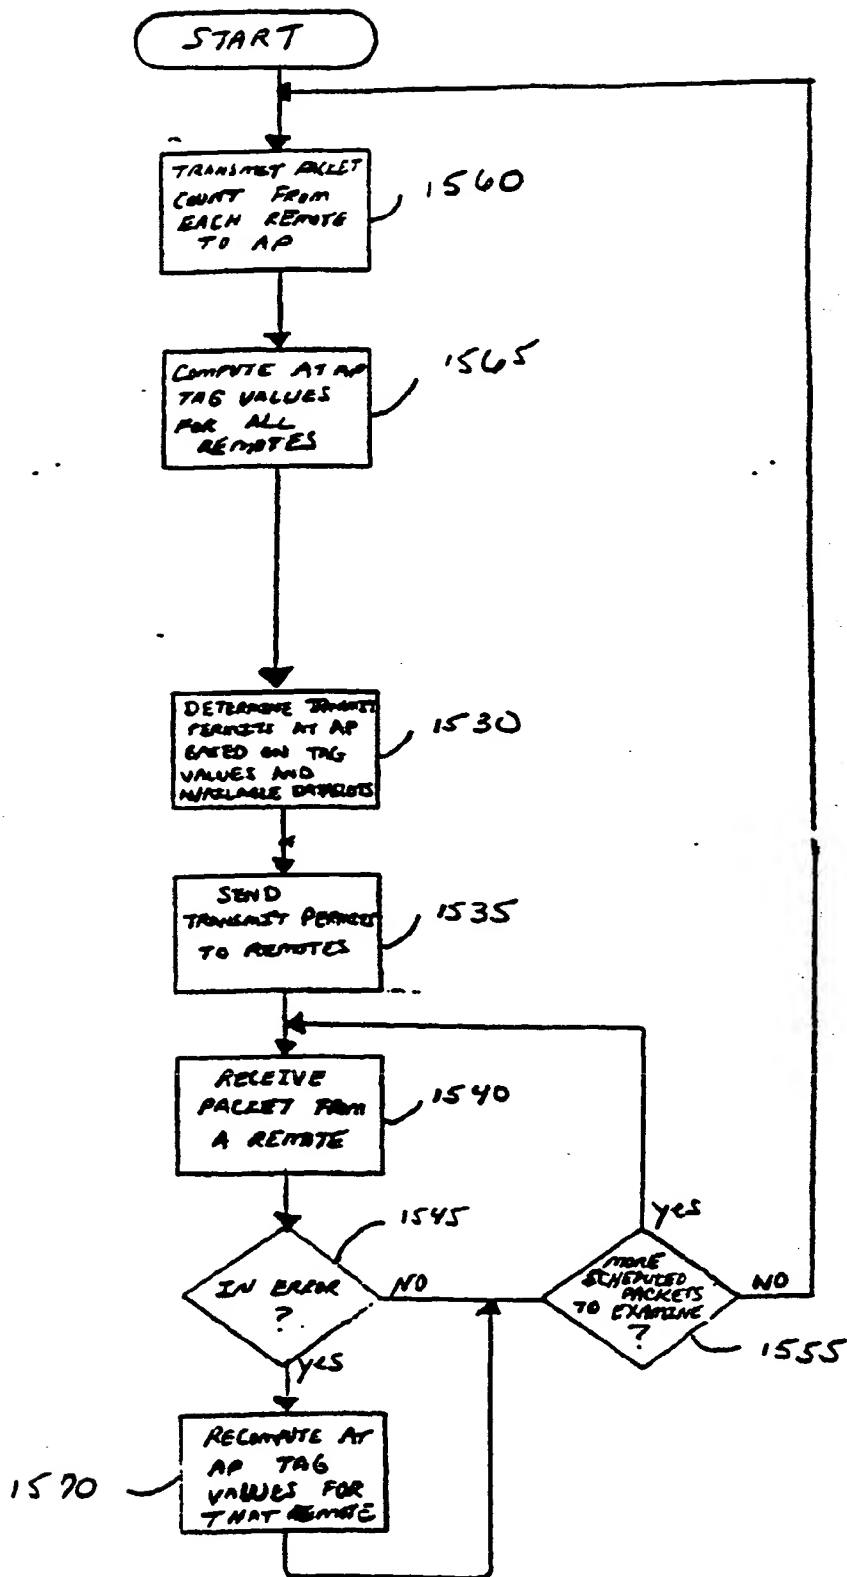 START
TRANSMIT PACKET
COUNT FROM
EACH REMOTE
TO AP
1560
COMPUTE AT AP
TAG VALUES
FOR ALL
REMOTES
1565
DETERMINE TRANSMIT
PERMITS AT AP
BASED ON TAG
VALUES AND
AVAILABLE DATASLOTS
1530
SEND
TRANSMIT PERMITS
TO REMOTES
1535
RECEIVE
PACKET FROM
A REMOTE
1540
IN ERROR
?
1545
NO
yes
MORE
SCHEDULED
PACKETS
TO EXAMINE
?
yes
NO
1555
RECOMPUTE AT
AP TAG
VALUES FOR
THAT REMOTE
1570